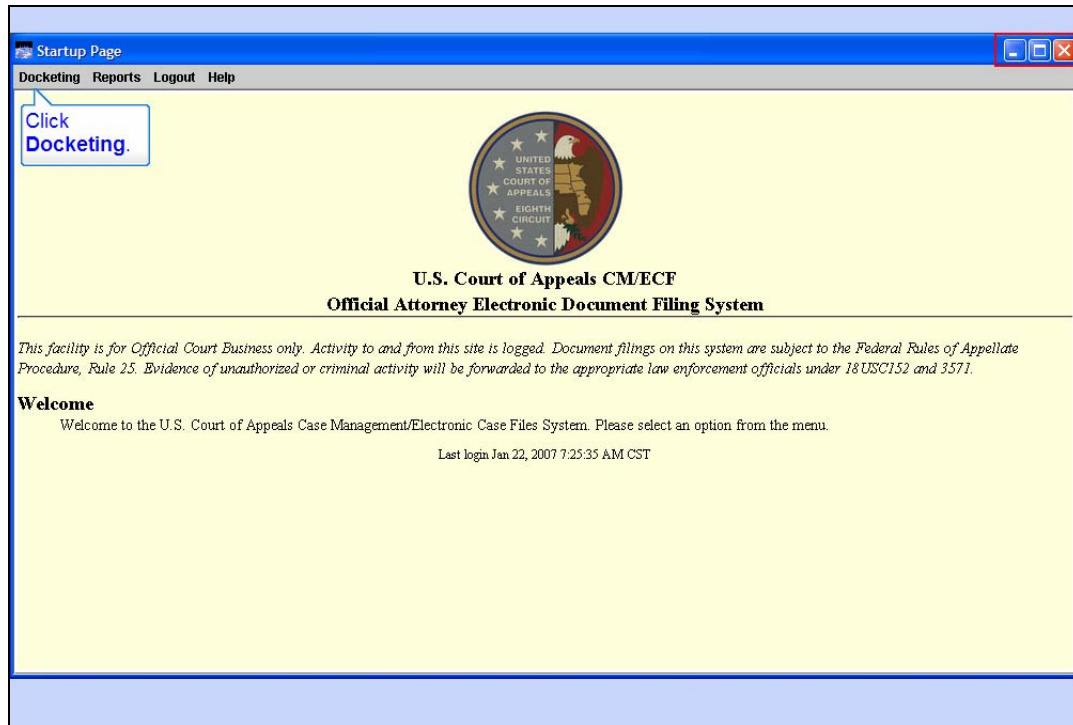 Startup Page
Docketing Reports Logout Help
Click
Docketing.
UNITED
STATES
COURT OF
APPEALS
EIGHTH
CIRCUIT
U.S. Court of Appeals CM/ECF
Official Attorney Electronic Document Filing System
This facility is for Official Court Business only. Activity to and from this site is logged. Document filings on this system are subject to the Federal Rules of Appellate
Procedure, Rule 25. Evidence of unauthorized or criminal activity will be forwarded to the appropriate law enforcement officials under 18USC152 and 3571.
Welcome
Welcome to the U.S. Court of Appeals Case Management/Electronic Case Files System. Please select an option from the menu.
Last login Jan 22, 2007 7:25:35 AM CST